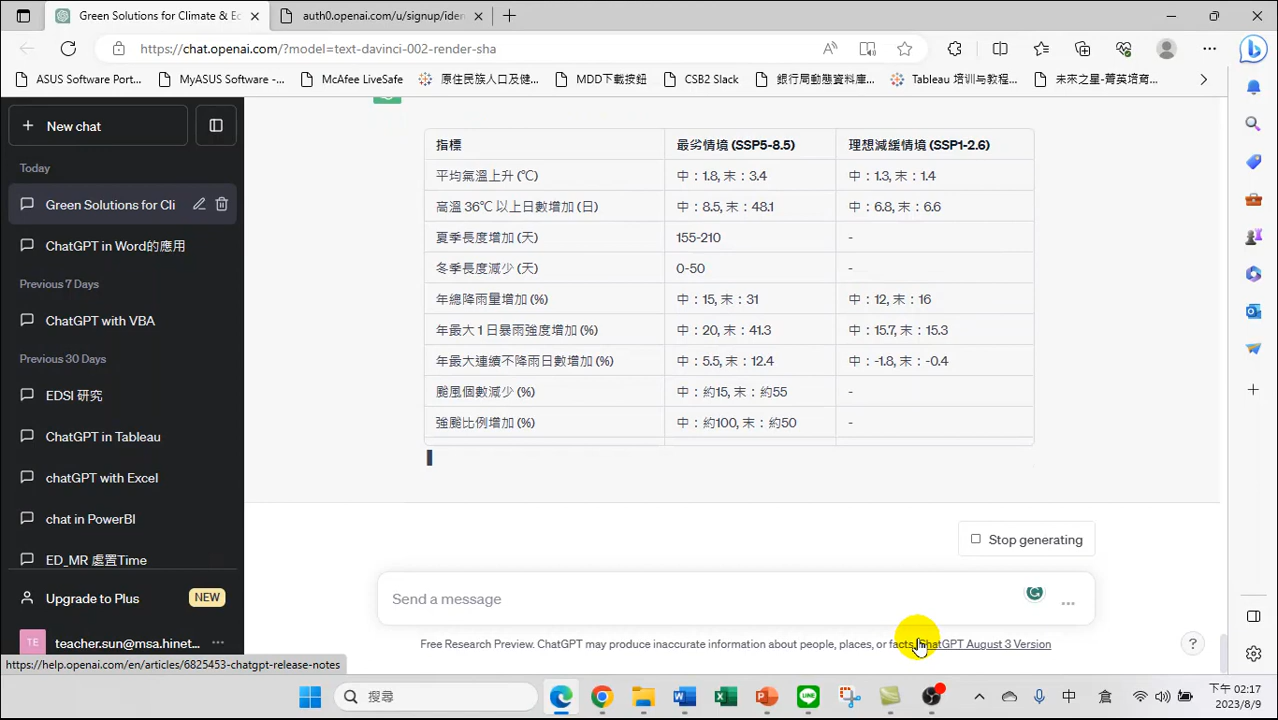 Green Solutions for Climate & Ec
auth0.openai.com/u/signup/iden
https://chat.openai.com/?model=text-davinci-002-render-sha
ASUS Software Port...
MyASUS Software -...
McAfee LiveSafe
原住民族人口及健...
MDD下載按鈕
CSB2 Slack
銀行局動態資料庫...
Tableau 培训与教程...
未來之星-菁英培育...
New chat
Today
Green Solutions for Cli
ChatGPT in Word的應用
Previous 7 Days
ChatGPT with VBA
Previous 30 Days
EDSI 研究
ChatGPT in Tableau
chatGPT with Excel
chat in PowerBI
ED_MR 處置Time
Upgrade to Plus NEW
TE teacher.sun@msa.hinet...
https://help.openai.com/en/articles/6825453-chatgpt-release-notes
指標 最劣情境 (SSP5-8.5) 理想減緩情境 (SSP1-2.6)
平均氣溫上升 (°C) 中：1.8, 末：3.4 中：1.3, 末：1.4
高溫 36°C 以上日數增加 (日) 中：8.5, 末：48.1 中：6.8, 末：6.6
夏季長度增加 (天) 155-210 -
冬季長度減少 (天) 0-50 -
年總降雨量增加 (%) 中：15, 末：31 中：12, 末：16
年最大 1 日暴雨強度增加 (%) 中：20, 末：41.3 中：15.7, 末：15.3
年最大連續不降雨日數增加 (%) 中：5.5, 末：12.4 中：-1.8, 末：-0.4
颱風個數減少 (%) 中：約15, 末：約55 -
強颱比例增加 (%) 中：約100, 末：約50 -
Stop generating
Send a message
Free Research Preview. ChatGPT may produce inaccurate information about people, places, or facts. ChatGPT August 3 Version
?
搜尋
中
下午 02:17
2023/8/9